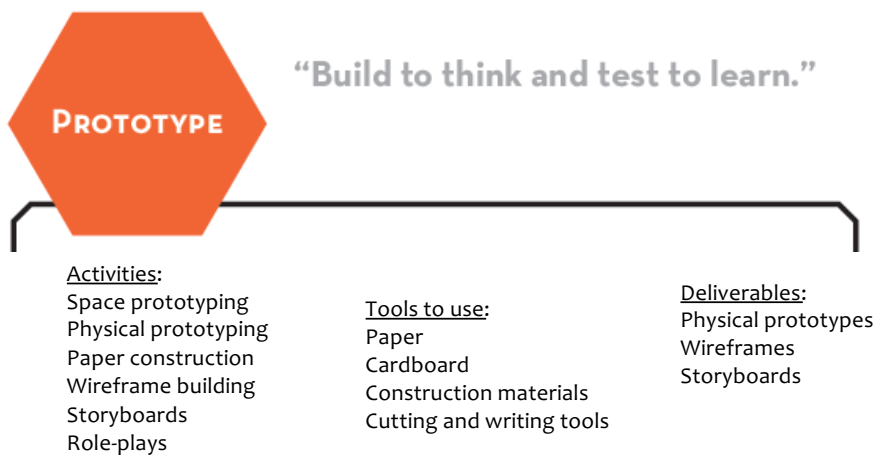 PROTOTYPE
“Build to think and test to learn.”
Activities:
Space prototyping
Physical prototyping
Paper construction
Wireframe building
Storyboards
Role-plays
Tools to use:
Paper
Cardboard
Construction materials
Cutting and writing tools
Deliverables:
Physical prototypes
Wireframes
Storyboards